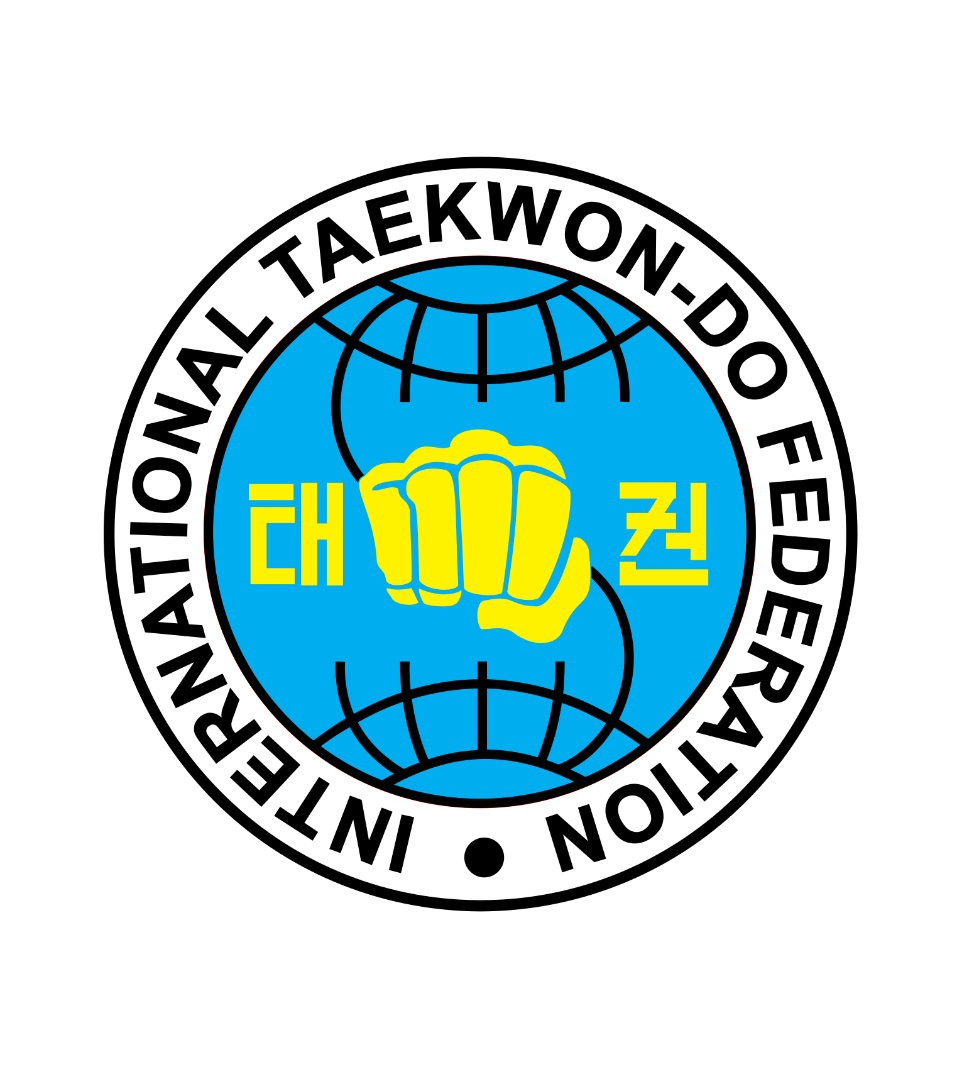 INTERNATIONAL TAEKWON-DO FEDERATION •
태 권